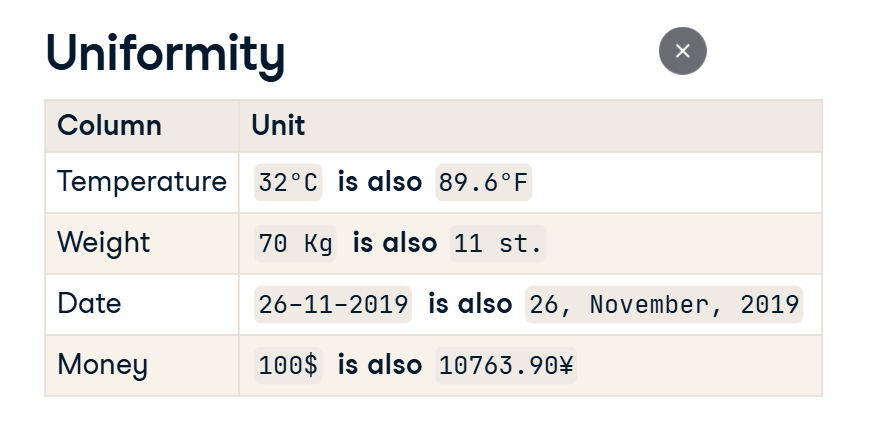 Uniformity
Column Unit
Temperature 32°C is also 89.6°F
Weight 70 Kg is also 11 st.
Date 26-11-2019 is also 26, November, 2019
Money 100$ is also 10763.90¥